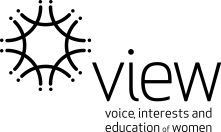 view
voice, interests and
education of women